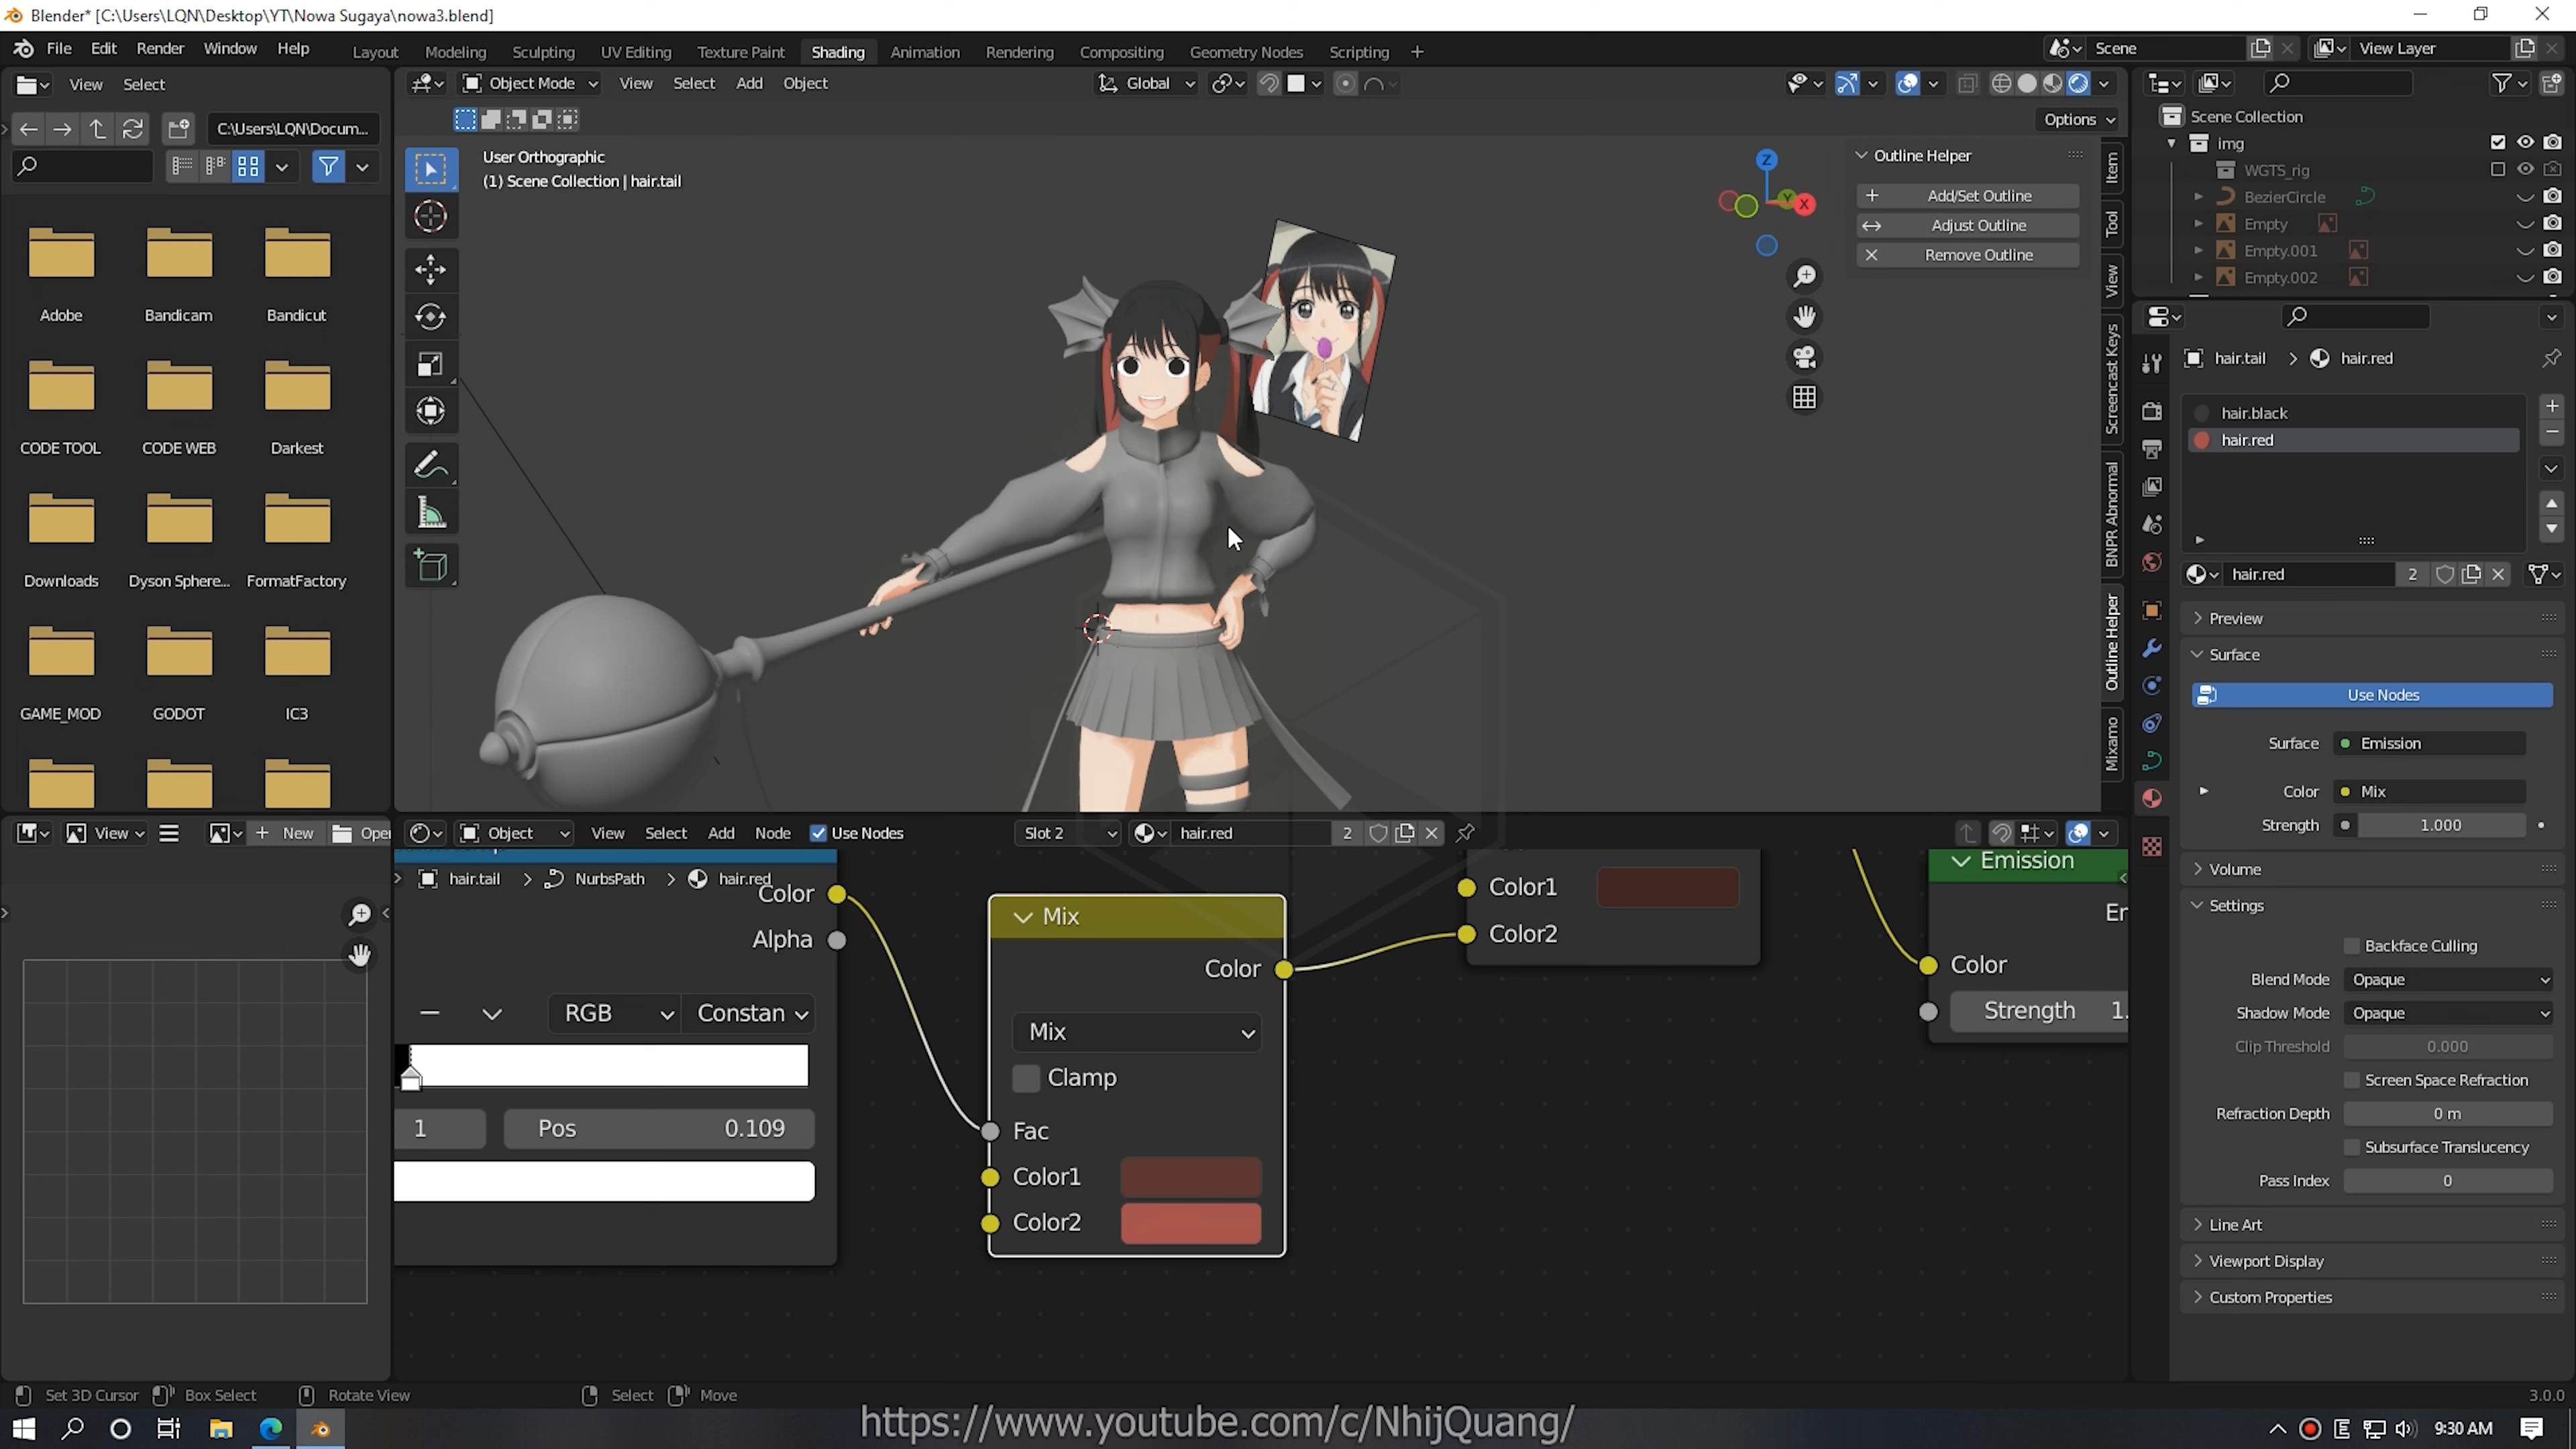 Blender* [C:\Users\LQN\Desktop\YT\Nowa Sugaya\nowa3.blend]
File Edit Render Window Help
Layout Modeling Sculpting UV Editing Texture Paint Shading Animation Rendering Compositing Geometry Nodes Scripting
Scene
View Layer
View Select
Object Mode View Select Add Object
Global
C:\Users\LQN\Docum...
Options
User Orthographic
(1) Scene Collection | hair.tail
Outline Helper
Add/Set Outline
Adjust Outline
Remove Outline
Z
Y
X
Item
Tool
View
Screencast Keys
BNPR Abnormal
Outline Helper
Mixamo
Adobe
Bandicam
Bandicut
CODE TOOL
CODE WEB
Darkest
Downloads
Dyson Sphere...
FormatFactory
GAME_MOD
GODOT
IC3
Scene Collection
img
WGTS_rig
BezierCircle
Empty
Empty.001
Empty.002
hair.tail
hair.red
hair.black
hair.red
hair.red
2
Preview
Surface
Use Nodes
Surface
Emission
Color
Mix
Strength
1.000
Volume
Settings
Backface Culling
Blend Mode
Opaque
Shadow Mode
Opaque
Clip Threshold
0.000
Screen Space Refraction
Refraction Depth
0 m
Subsurface Translucency
Pass Index
0
Line Art
Viewport Display
Custom Properties
View
New
Oper
Object View Select Add Node Use Nodes
Slot 2
hair.red
2
hair.tail
NurbsPath
hair.red
Color
Alpha
RGB
Constan
1
Pos
0.109
Mix
Color
Mix
Clamp
Fac
Color1
Color2
Color1
Color2
Emission
Er
Color
Strength
1.
Set 3D Cursor
Box Select
Rotate View
Select
Move
3.0.0
https://www.youtube.com/c/NhijQuang/
9:30 AM